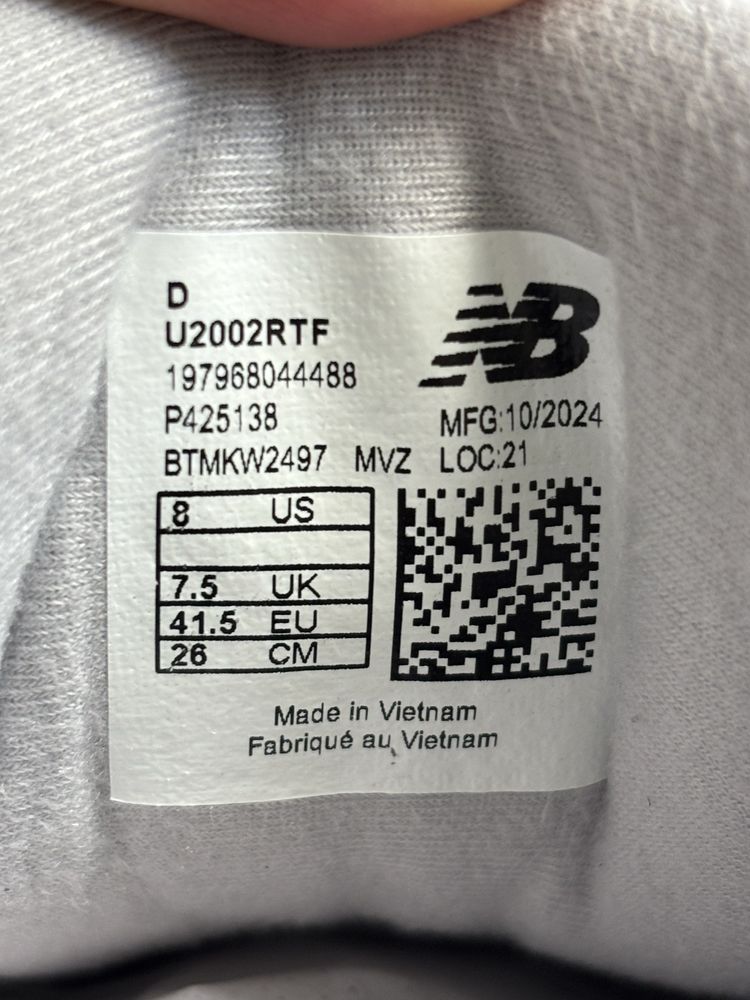 D
U2002RTF
197968044488
P425138 MFG:10/2024
BTMKW2497 MVZ LOC:21
NB
8 US
7.5 UK
41.5 EU
26 CM
Made in Vietnam
Fabriqué au Vietnam